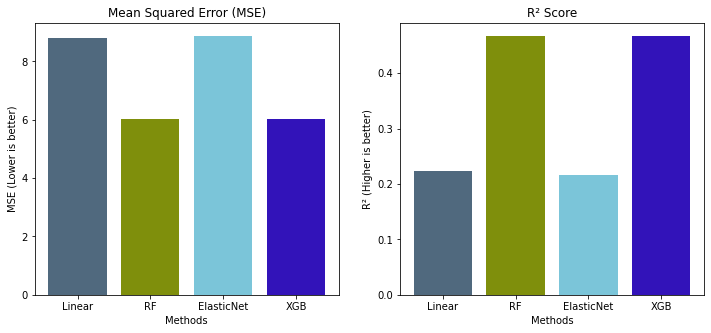 Mean Squared Error (MSE)
MSE (Lower is better)
8
6
4
2
0
Linear RF ElasticNet XGB
Methods
R² Score
R² (Higher is better)
0.4
0.3
0.2
0.1
0.0
Linear RF ElasticNet XGB
Methods